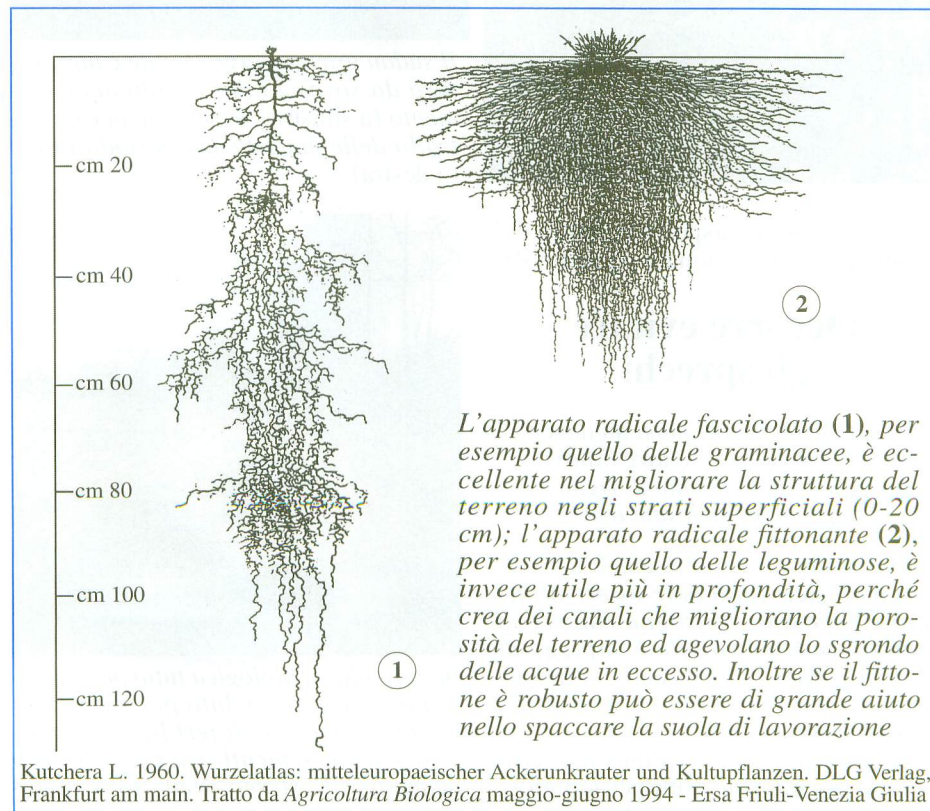 cm 20
cm 40
cm 60
cm 80
cm 100
cm 120
1
2
L'apparato radicale fascicolato (1), per
esempio quello delle graminacee, è ec-
cellente nel migliorare la struttura del
terreno negli strati superficiali (0-20
cm); l'apparato radicale fittonante (2),
per esempio quello delle leguminose, è
invece utile più in profondità, perché
crea dei canali che migliorano la poro-
sità del terreno ed agevolano lo sgrondo
delle acque in eccesso. Inoltre se il fitto-
ne è robusto può essere di grande aiuto
nello spaccare la suola di lavorazione
Kutchera L. 1960. Wurzelatlas: mitteleuropaeischer Ackerunkrauter und Kultupflanzen. DLG Verlag,
Frankfurt am main. Tratto da Agricoltura Biologica maggio-giugno 1994 - Ersa Friuli-Venezia Giulia